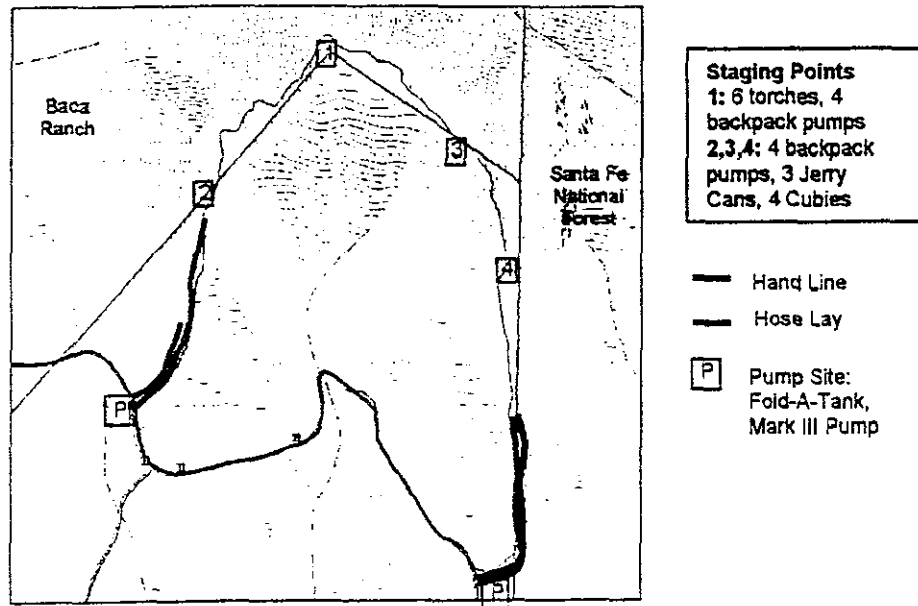 1
Baca
Ranch
3
2
Santa Fe
National
Forest
4
P
Staging Points
1: 6 torches, 4
backpack pumps
2,3,4: 4 backpack
pumps, 3 Jerry
Cans, 4 Cubies
Hand Line
Hose Lay
P
Pump Site:
Fold-A-Tank,
Mark III Pump